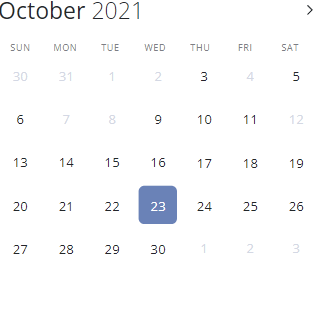 October 2021
SUN MON TUE WED THU FRI SAT
30 31 1 2 3 4 5
6 7 8 9 10 11 12
13 14 15 16 17 18 19
20 21 22 23 24 25 26
27 28 29 30 1 2 3